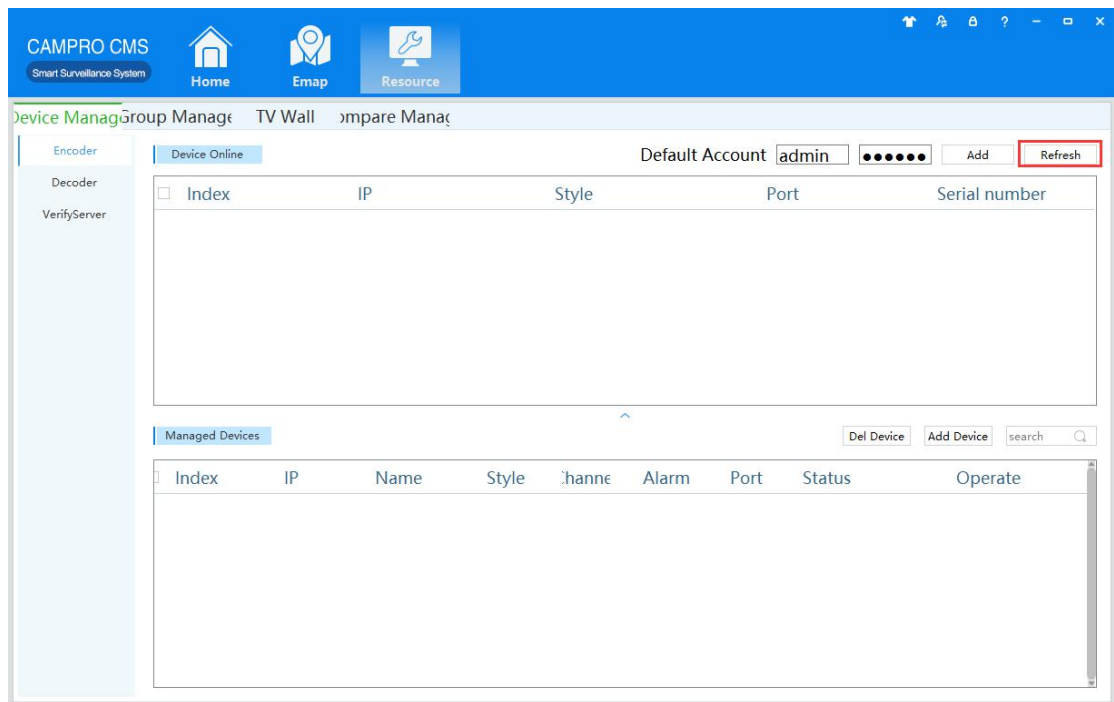 CAMPRO CMS
Smart Surveillance System
Home
Emap
Resource
?
Device Manag
Group Manage
TV Wall
ompare Manag
Encoder
Decoder
VerifyServer
Device Online
Default Account admin ●●●●●● Add Refresh
Index IP Style Port Serial number
Managed Devices
Del Device Add Device search
Index IP Name Style Channe Alarm Port Status Operate